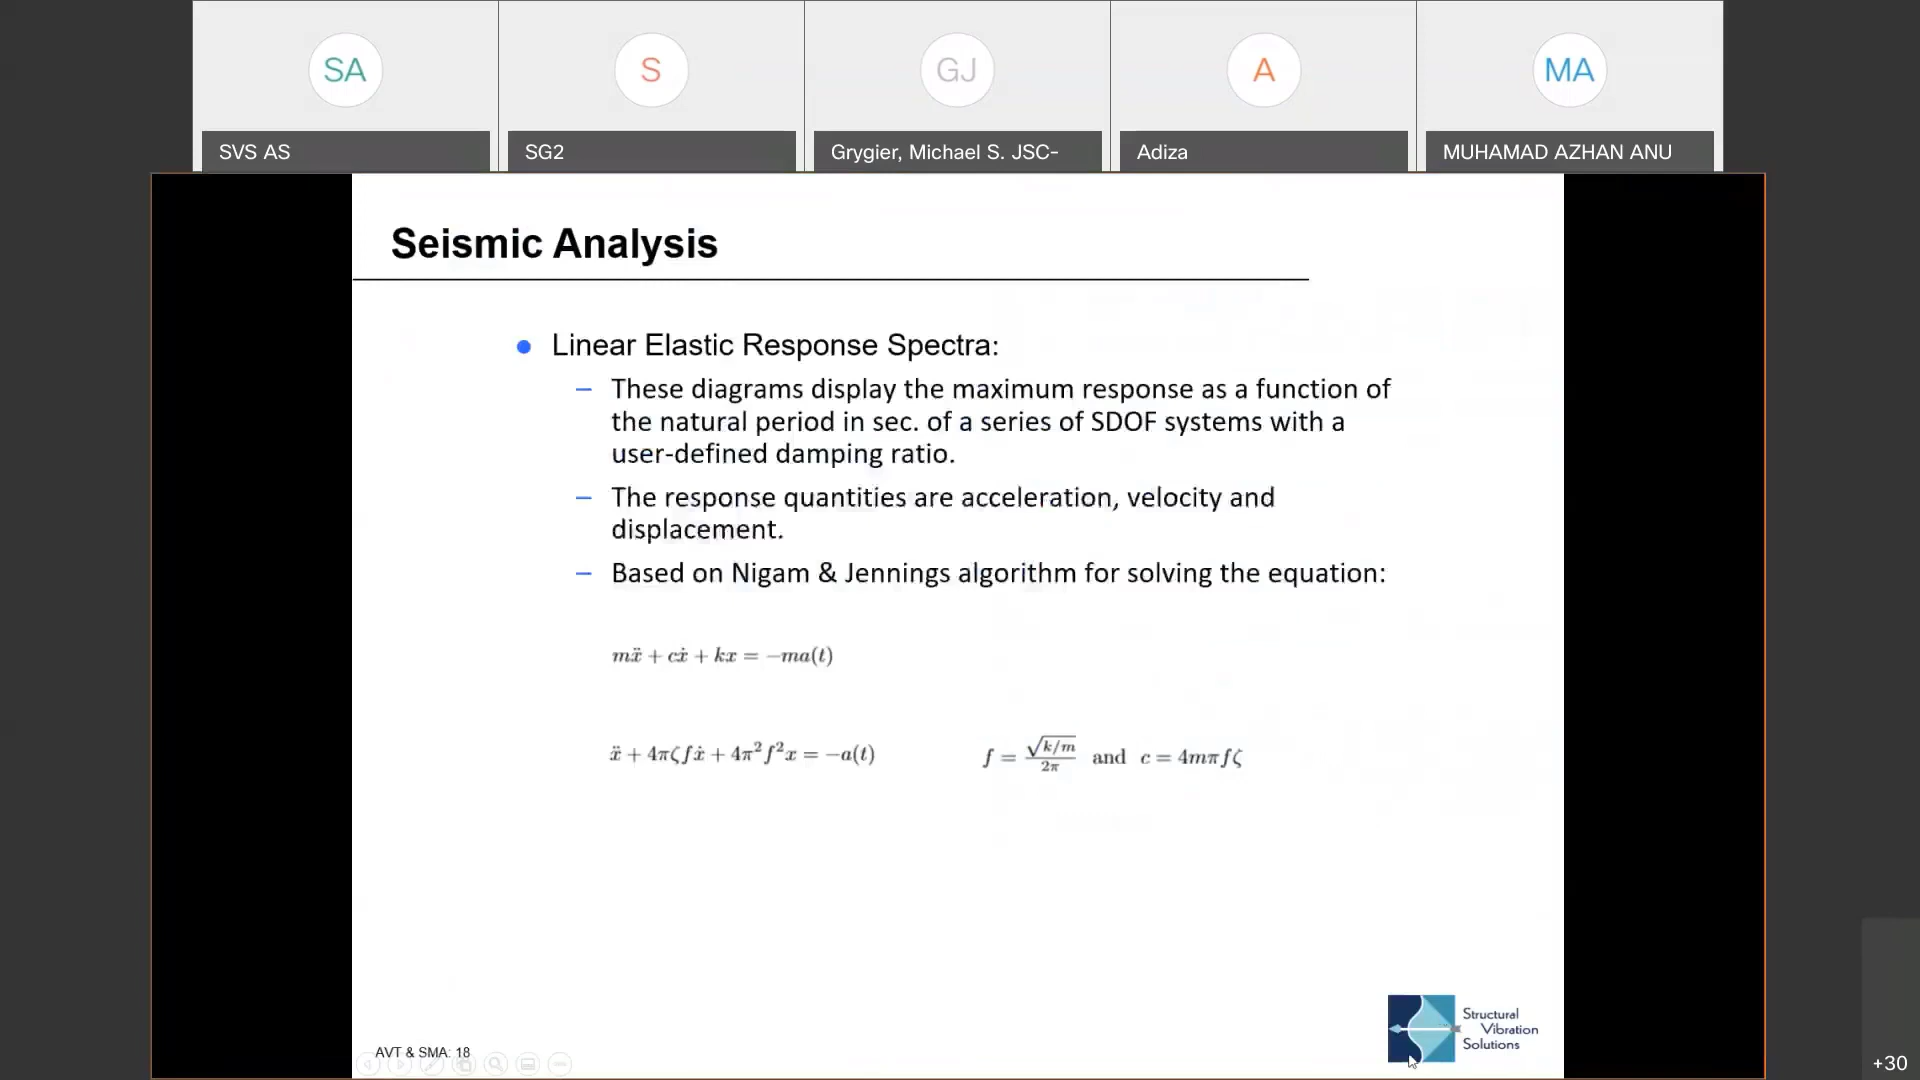 SA
S
GJ
A
MA
SVS AS
SG2
Grygier, Michael S. JSC-
Adiza
MUHAMAD AZHAN ANU
Seismic Analysis
Linear Elastic Response Spectra:
– These diagrams display the maximum response as a function of
the natural period in sec. of a series of SDOF systems with a
user-defined damping ratio.
– The response quantities are acceleration, velocity and
displacement.
– Based on Nigam & Jennings algorithm for solving the equation:
mẍ + cẋ + kx = −ma(t)
ẍ + 4πζfẋ + 4π²f²x = −a(t)
f = √(k/m) / 2π and c = 4mπfζ
Structural
Vibration
Solutions
AVT & SMA: 18
+30